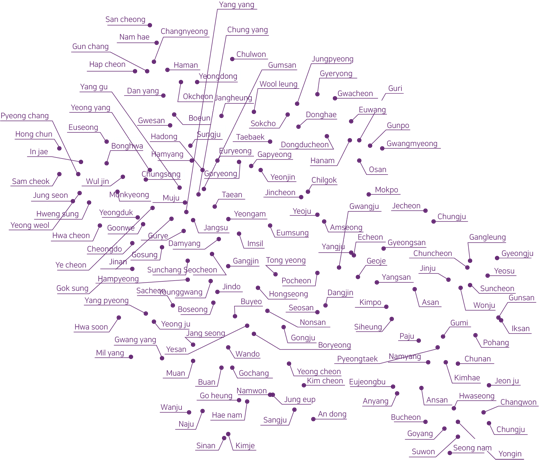 Yang yang
San cheong
Changnyeong
Chung yang
Nam hae
Gun chang
Chulwon
Jungpyeong
Hap cheon
Haman
Gumsan
Yeongdong
Gyeryong
Yang gu
Wool leung
Guri
Dan yang
Okcheon
Jangheung
Gwacheon
Yeong yang
Euwang
Pyeong chang
Gwesan
Boeun
Sokcho
Donghae
Gunpo
Hong chun
Euseong
Hadong
Sungju
Taebaek
Dongducheon
Gwangmyeong
Bonghwa
Euryeong
In jae
Hamyang
Hanam
Gapyeong
Osan
Chungsong
Goryeong
Yeonjin
Sam cheok
Wul jin
Chilgok
Jung seon
Munkyeong
Taean
Jincheon
Mokpo
Muju
Gwangju
Hweng sung
Yeongduk
Yeongam
Yeoju
Jecheon
Yeong weol
Goonwe
Jangsu
Amseong
Chungju
Hwa cheon
Gurye
Eumsung
Echeon
Gangleung
Cheongdo
Damyang
Imsil
Yangju
Gyeongsan
Chuncheon
Gyeongju
Ye cheon
Jinan
Gosung
Gangjin
Tong yeong
Geoje
Jinju
Yeosu
Hampyeong
Sunchang
Seocheon
Pocheon
Yangsan
Suncheon
Gok sung
Sacheon
Younggwang
Jindo
Hongseong
Asan
Wonju
Gunsan
Yang pyeong
Boseong
Seosan
Dangjin
Kimpo
Hwa soon
Yeong ju
Buyeo
Nonsan
Siheung
Gumi
Iksan
Gwang yang
Jang seong
Gongju
Paju
Pohang
Mil yang
Yesan
Wando
Boryeong
Pyeongtaek
Namyang
Chunan
Muan
Buan
Gochang
Yeong cheon
Kimhae
Kim cheon
Eujeongbu
Jeon ju
Go heung
Namwon
Jung eup
Anyang
Ansan
Hwaseong
Changwon
Wanju
Hae nam
Sangju
An dong
Bucheon
Naju
Goyang
Chungju
Sinan
Kimje
Suwon
Seong nam
Yongin